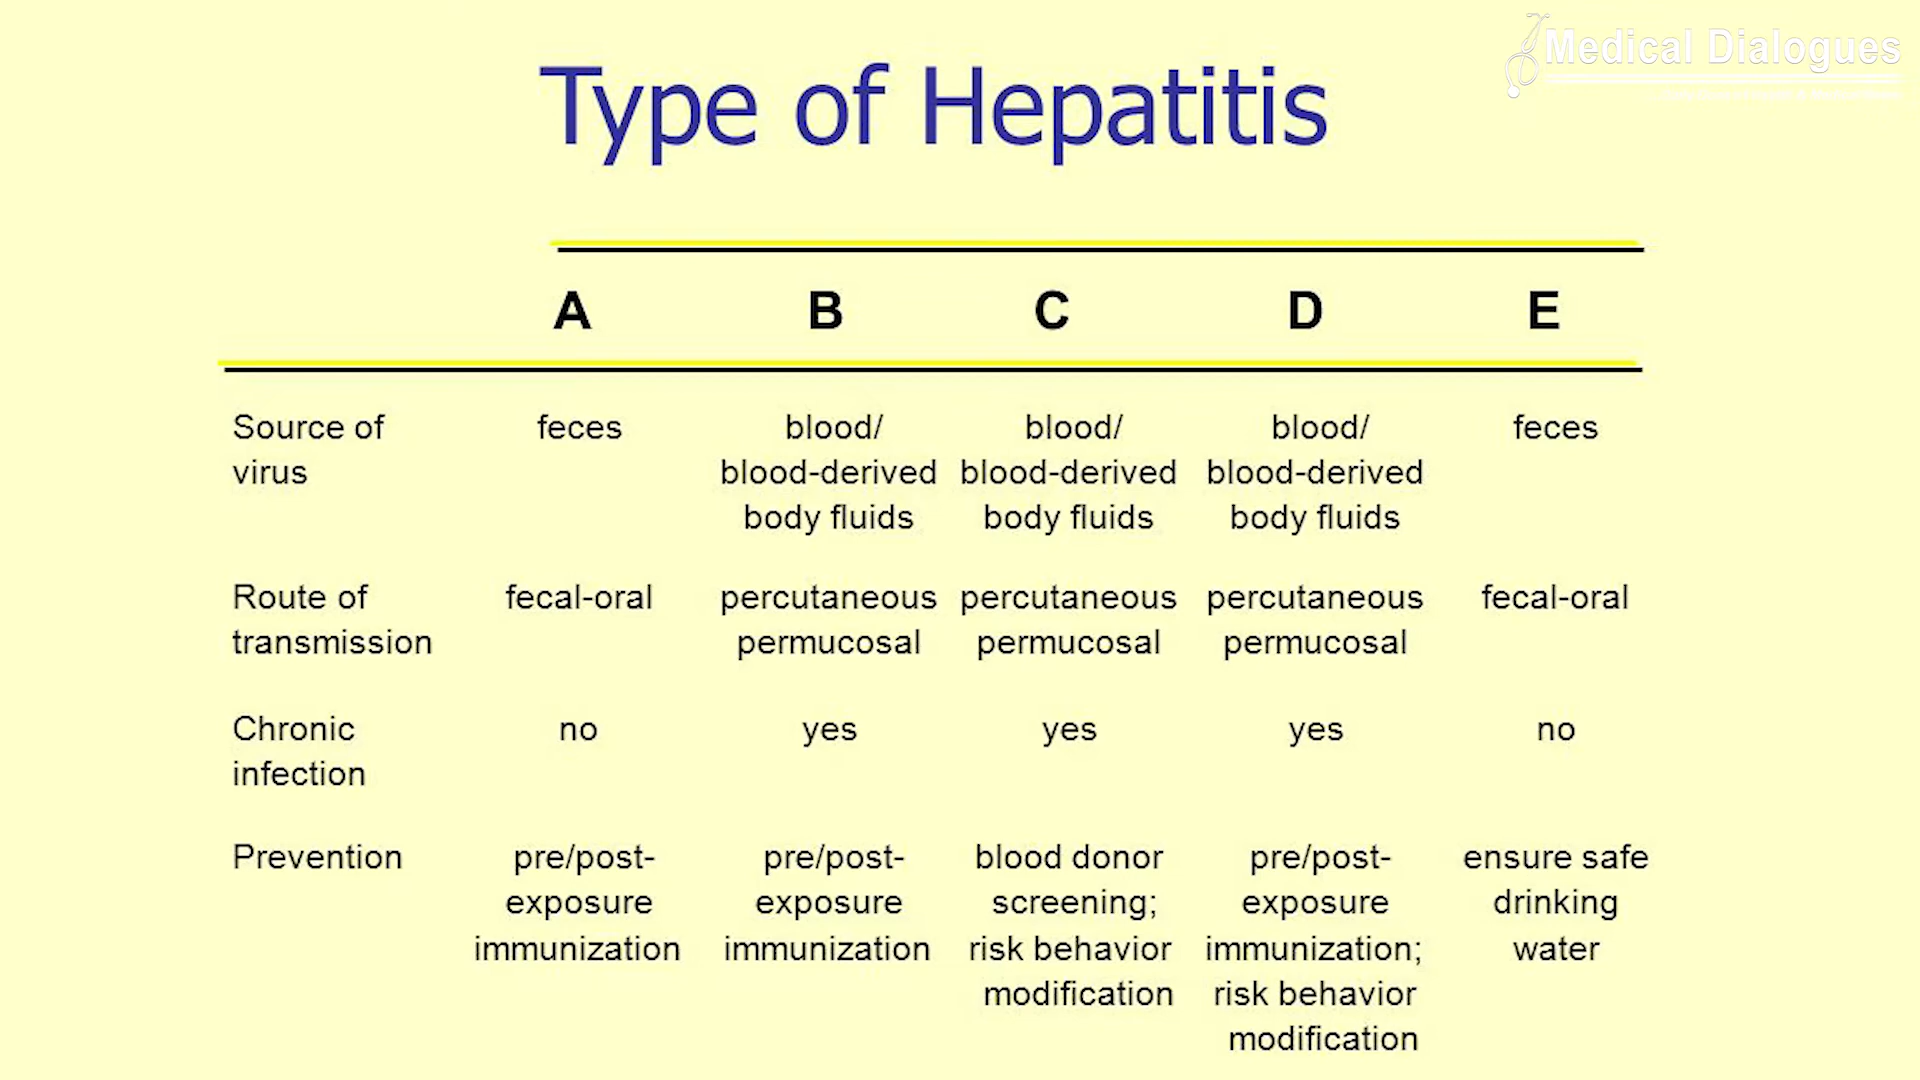 Medical Dialogues
Type of Hepatitis
A B C D E
Source of feces blood/ blood/ blood/ feces
virus blood-derived blood-derived blood-derived
body fluids body fluids body fluids
Route of fecal-oral percutaneous percutaneous percutaneous fecal-oral
transmission permucosal permucosal permucosal
Chronic no yes yes yes no
infection
Prevention pre/post- pre/post- blood donor pre/post- ensure safe
exposure exposure screening; exposure drinking
immunization immunization risk behavior immunization; water
modification risk behavior
modification